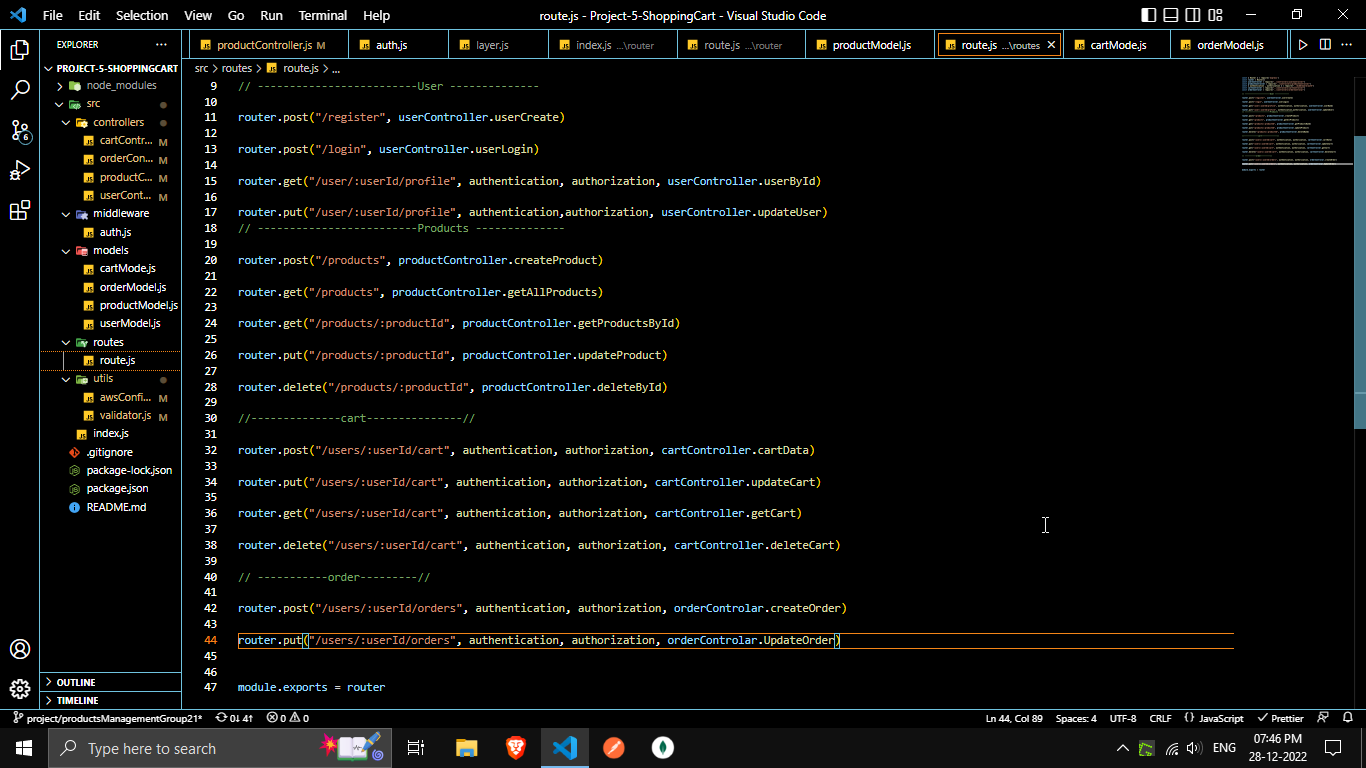 File Edit Selection View Go Run Terminal Help
route.js - Project-5-ShoppingCart - Visual Studio Code
EXPLORER ...
productController.js M
auth.js
layer.js
index.js ...\router
route.js ...\router
productModel.js
route.js ...\routes
cartMode.js
orderModel.js
PROJECT-5-SHOPPINGCART
node_modules
src
controllers
cartContr... M
orderCon... M
productC... M
userCont... M
middleware
auth.js
models
cartMode.js
orderModel.js
productModel.js
userModel.js
routes
route.js
utils
awsConfi... M
validator.js M
index.js
.gitignore
package-lock.json
package.json
README.md
OUTLINE
TIMELINE
6
src > routes > route.js > ...
9 // -------------------------User --------------
10
11 router.post("/register", userController.userCreate)
12
13 router.post("/login", userController.userLogin)
14
15 router.get("/user/:userId/profile", authentication, authorization, userController.userById)
16
17 router.put("/user/:userId/profile", authentication,authorization, userController.updateUser)
18 // -------------------------Products --------------
19
20 router.post("/products", productController.createProduct)
21
22 router.get("/products", productController.getAllProducts)
23
24 router.get("/products/:productId", productController.getProductsById)
25
26 router.put("/products/:productId", productController.updateProduct)
27
28 router.delete("/products/:productId", productController.deleteById)
29
30 //--------------cart---------------//
31
32 router.post("/users/:userId/cart", authentication, authorization, cartController.cartData)
33
34 router.put("/users/:userId/cart", authentication, authorization, cartController.updateCart)
35
36 router.get("/users/:userId/cart", authentication, authorization, cartController.getCart)
37
38 router.delete("/users/:userId/cart", authentication, authorization, cartController.deleteCart)
39
40 // -----------order---------//
41
42 router.post("/users/:userId/orders", authentication, authorization, orderControlar.createOrder)
43
44 router.put("/users/:userId/orders", authentication, authorization, orderControlar.UpdateOrder)
45
46
47 module.exports = router
project/productsManagementGroup21* 0↓ 4↑ 0 0
Ln 44, Col 89 Spaces: 4 UTF-8 CRLF {} JavaScript Prettier
Type here to search
ENG
07:46 PM
28-12-2022